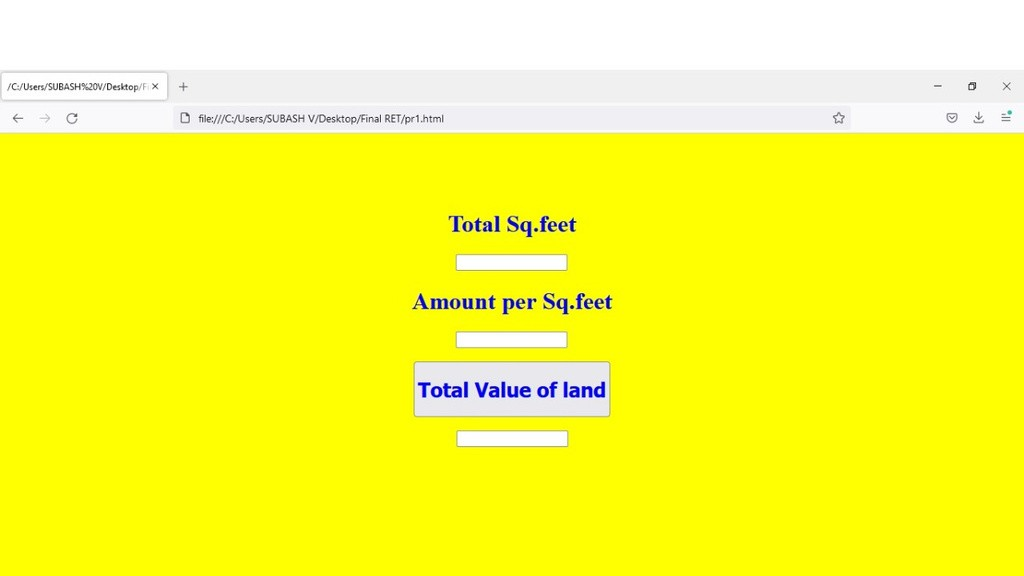 /C:/Users/SUBASH%20V/Desktop/Fi
file:///C:/Users/SUBASH V/Desktop/Final RET/pr1.html
Total Sq.feet
Amount per Sq.feet
Total Value of land